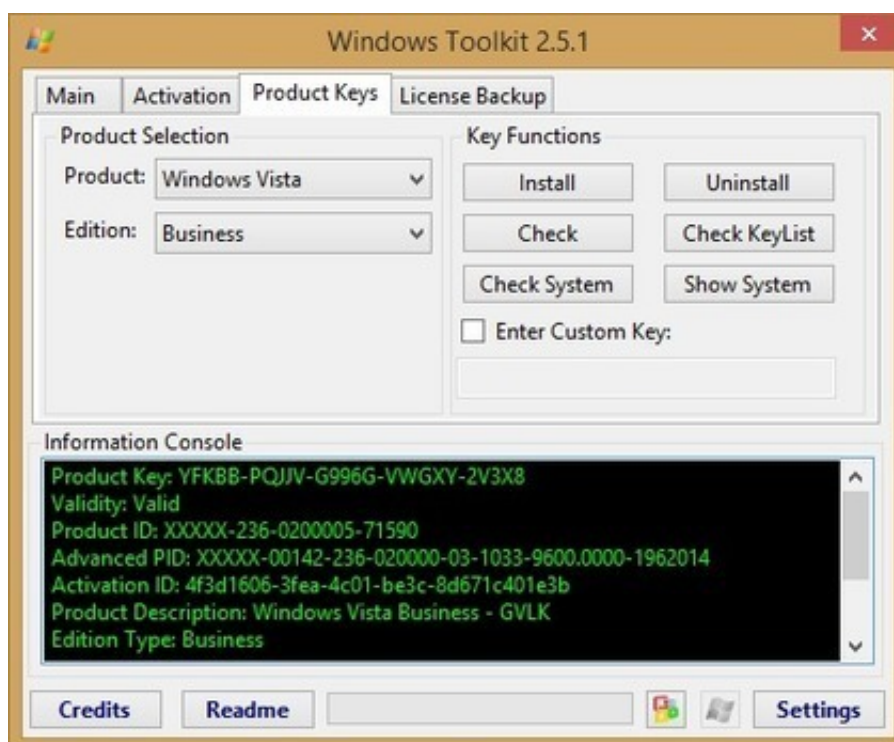 Windows Toolkit 2.5.1
Main Activation Product Keys License Backup
Product Selection
Product: Windows Vista
Edition: Business
Key Functions
Install Uninstall
Check Check KeyList
Check System Show System
Enter Custom Key:
Information Console
Product Key: YFKBB-PQJJV-G996G-VWGXY-2V3X8
Validity: Valid
Product ID: XXXXX-236-0200005-71590
Advanced PID: XXXXX-00142-236-020000-03-1033-9600.0000-1962014
Activation ID: 4f3d1606-3fea-4c01-be3c-8d671c401e3b
Product Description: Windows Vista Business - GVLK
Edition Type: Business
Credits Readme Settings